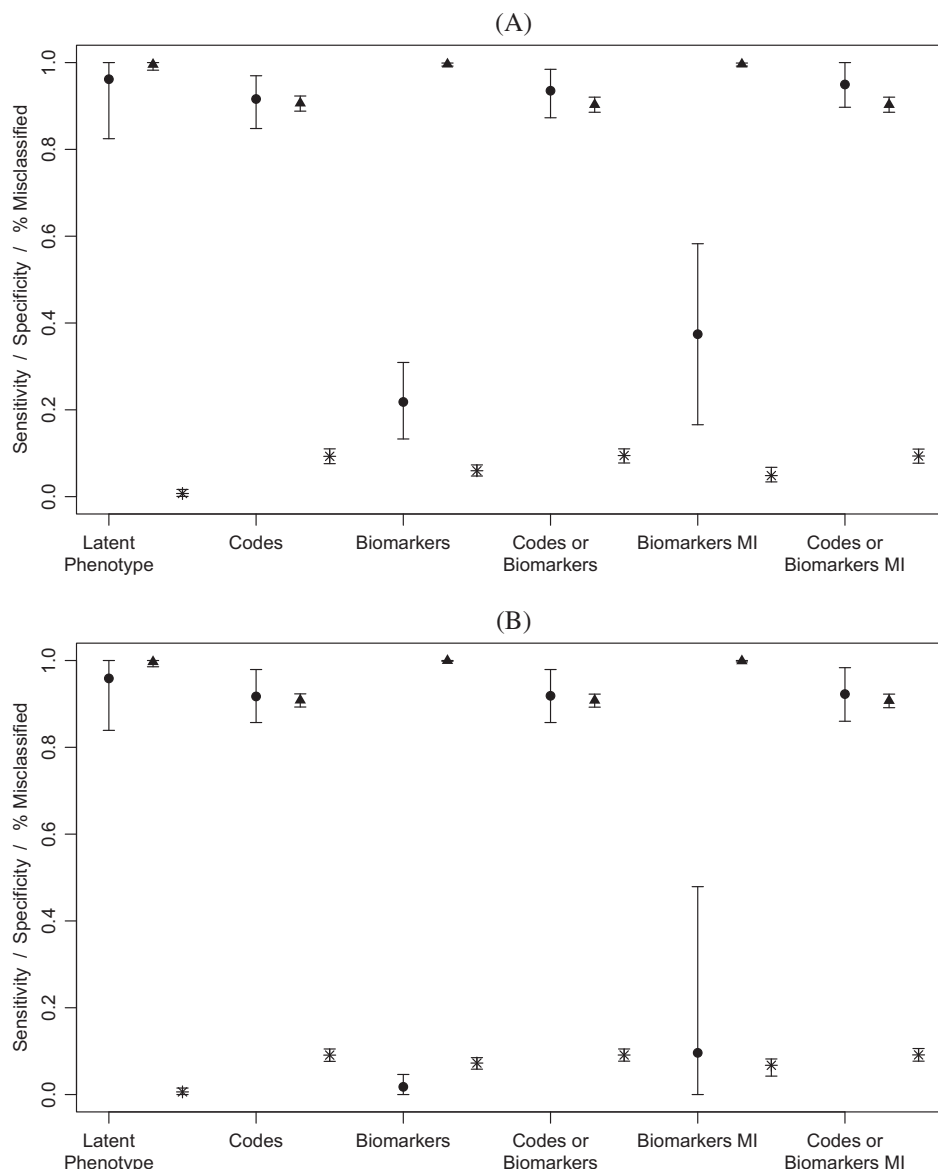 (A)
Sensitivity / Specificity / % Misclassified
1.0
0.8
0.6
0.4
0.2
0.0
Latent Phenotype
Codes
Biomarkers
Codes or Biomarkers
Biomarkers MI
Codes or Biomarkers MI
(B)
Sensitivity / Specificity / % Misclassified
1.0
0.8
0.6
0.4
0.2
0.0
Latent Phenotype
Codes
Biomarkers
Codes or Biomarkers
Biomarkers MI
Codes or Biomarkers MI